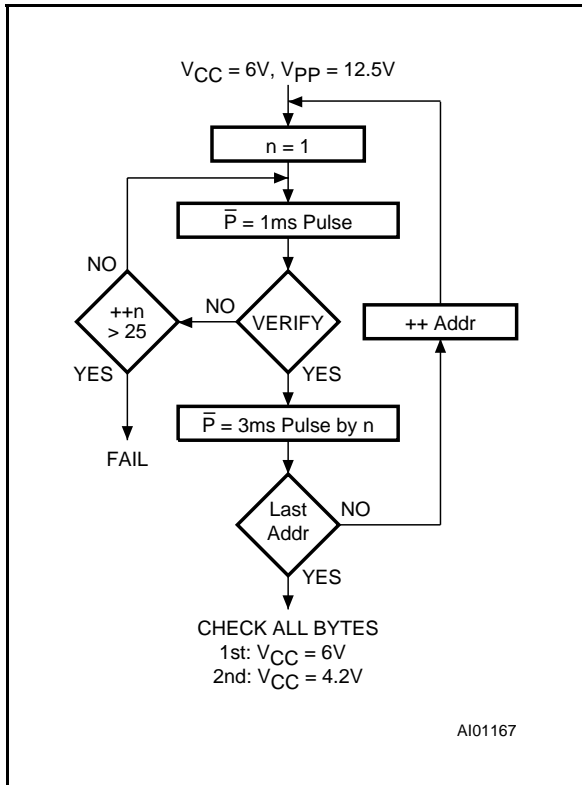 VCC = 6V, VPP = 12.5V
n = 1
P̅ = 1ms Pulse
NO
++n
> 25
NO
VERIFY
++ Addr
YES
YES
P̅ = 3ms Pulse by n
FAIL
Last
Addr
NO
YES
CHECK ALL BYTES
1st: VCC = 6V
2nd: VCC = 4.2V
AI01167